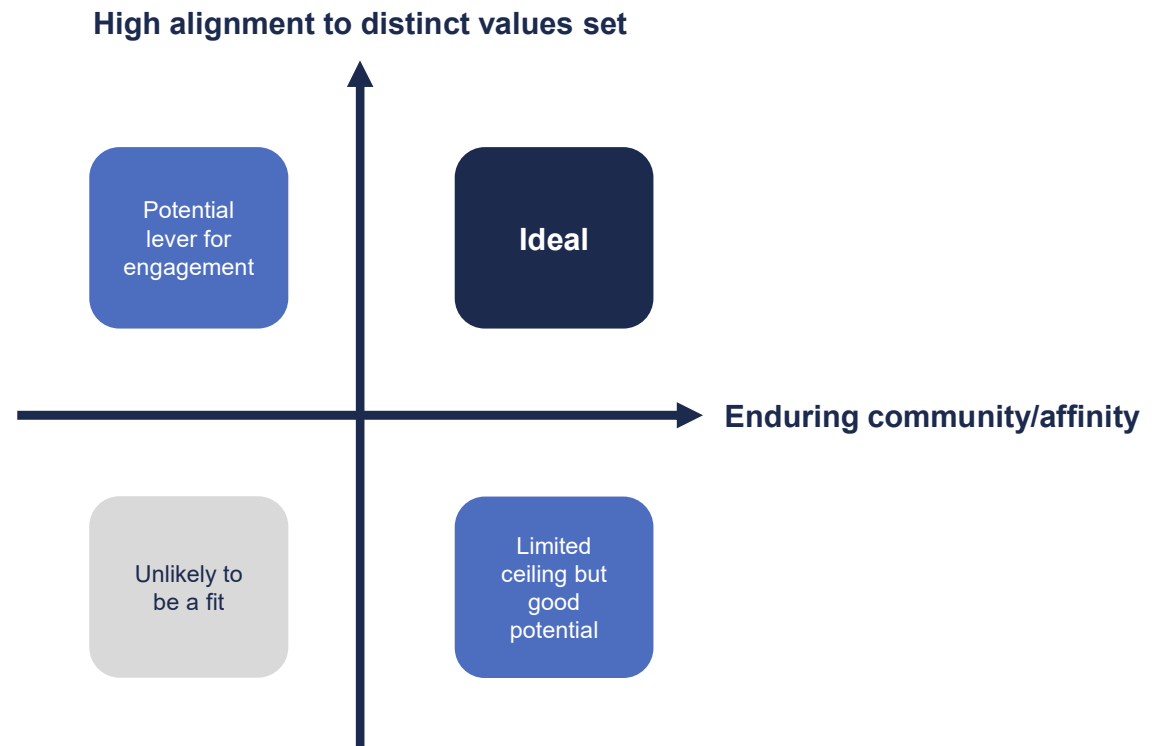 High alignment to distinct values set
Potential
lever for
engagement
Ideal
Enduring community/affinity
Unlikely to
be a fit
Limited
ceiling but
good
potential